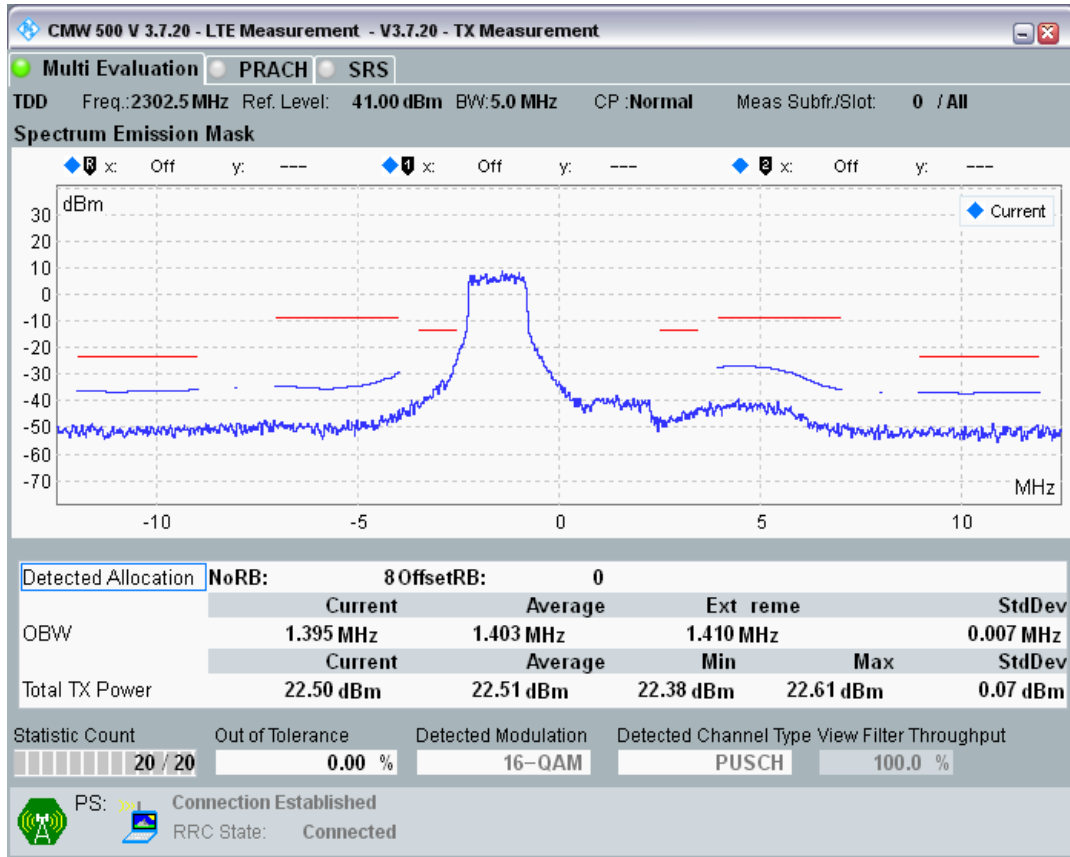 CMW 500 V 3.7.20 - LTE Measurement - V3.7.20 - TX Measurement
Multi Evaluation PRACH SRS
TDD Freq.:2302.5 MHz Ref. Level: 41.00 dBm BW:5.0 MHz CP :Normal Meas Subfr./Slot: 0 / All
Spectrum Emission Mask
R x: Off y: --- 1 x: Off y: --- 2 x: Off y: ---
dBm
Current
30
20
10
0
-10
-20
-30
-40
-50
-60
-70
MHz
-10 -5 0 5 10
Detected Allocation NoRB: 8 OffsetRB: 0
Current Average Ext reme StdDev
OBW 1.395 MHz 1.403 MHz 1.410 MHz 0.007 MHz
Current Average Min Max StdDev
Total TX Power 22.50 dBm 22.51 dBm 22.38 dBm 22.61 dBm 0.07 dBm
Statistic Count Out of Tolerance Detected Modulation Detected Channel Type View Filter Throughput
20 / 20 0.00 % 16-QAM PUSCH 100.0 %
PS: Connection Established
RRC State: Connected